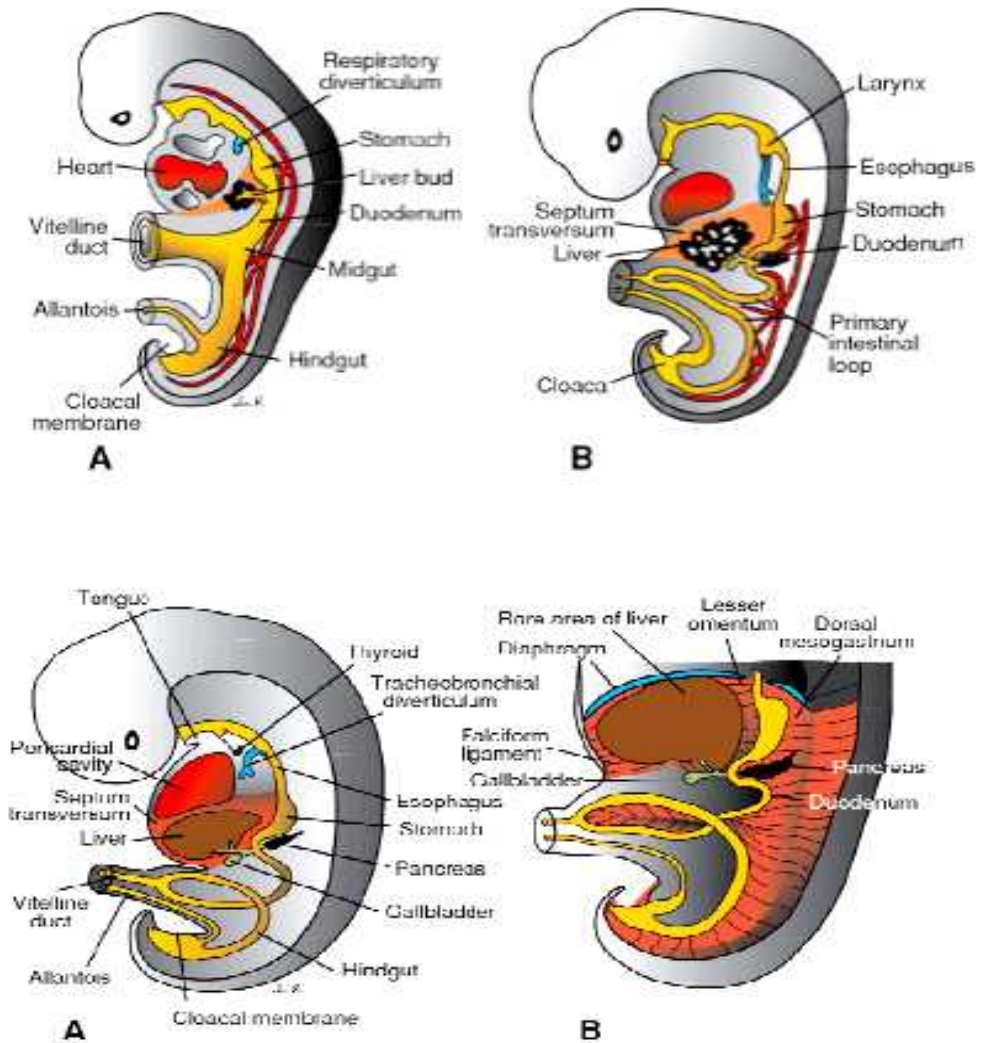 Respiratory
diverticulum
Stomach
Heart
Liver bud
Vitelline
duct
Duodenum
Midgut
Allantois
Hindgut
Cloacal
membrane
A
Larynx
Esophagus
Septum
transversum
Stomach
Liver
Duodenum
Primary
intestinal
loop
Cloaca
B
Tongue
Thyroid
Tracheobronchial
diverticulum
Pericardial
cavity
Septum
transversum
Esophagus
Liver
Stomach
Pancreas
Vitelline
duct
Gallbladder
Allantois
Hindgut
Cloacal membrane
A
Bare area of liver
Lesser
omentum
Dorsal
mesogastrium
Diaphragm
Falciform
ligament
Gallbladder
Pancreas
Duodenum
B